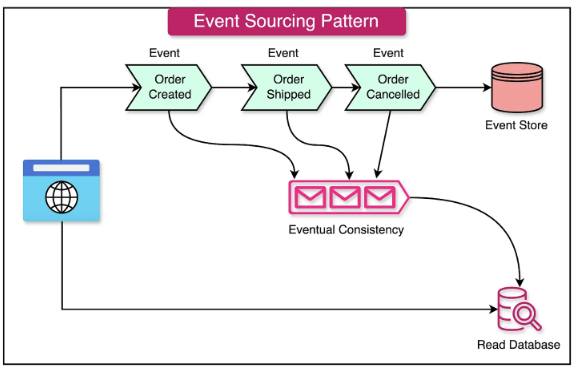 Event Sourcing Pattern
Event
Event
Event
Order
Created
Order
Shipped
Order
Cancelled
Event Store
Eventual Consistency
Read Database